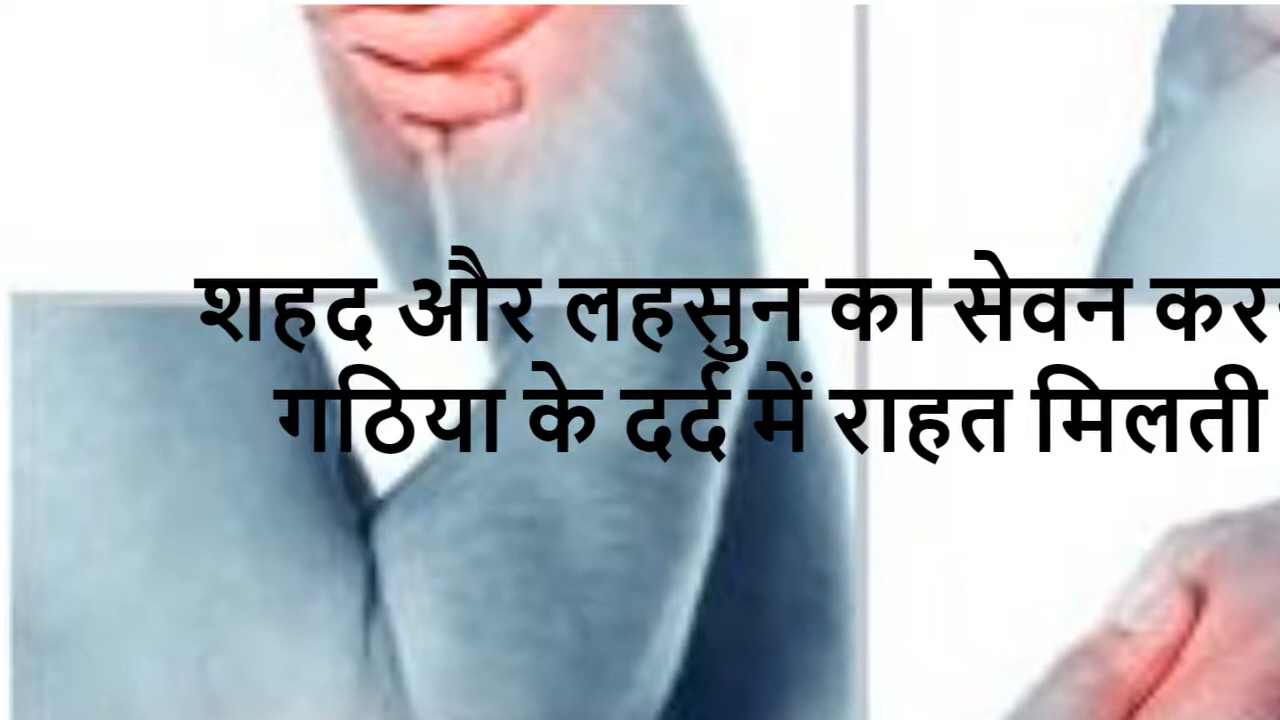 शहद और लहसुन का सेवन
गठिया के दर्द में राहत मिलती